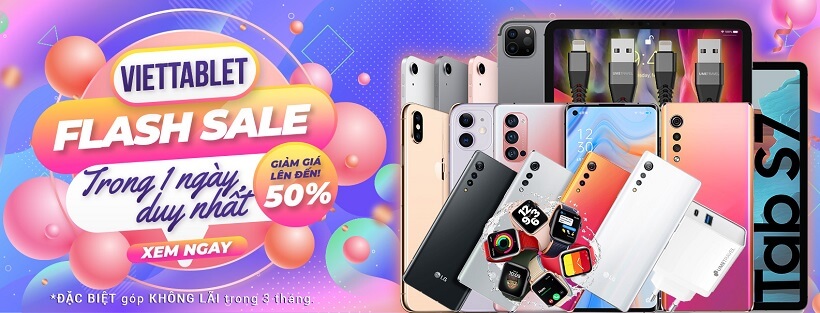 VIETTABLET
FLASH SALE
Trong 1 ngày
duy nhất
GIẢM GIÁ
LÊN ĐẾN!
50%
XEM NGAY
*ĐẶC BIỆT góp KHÔNG LÃI trong 3 tháng.
12
30
LG
Tab S7